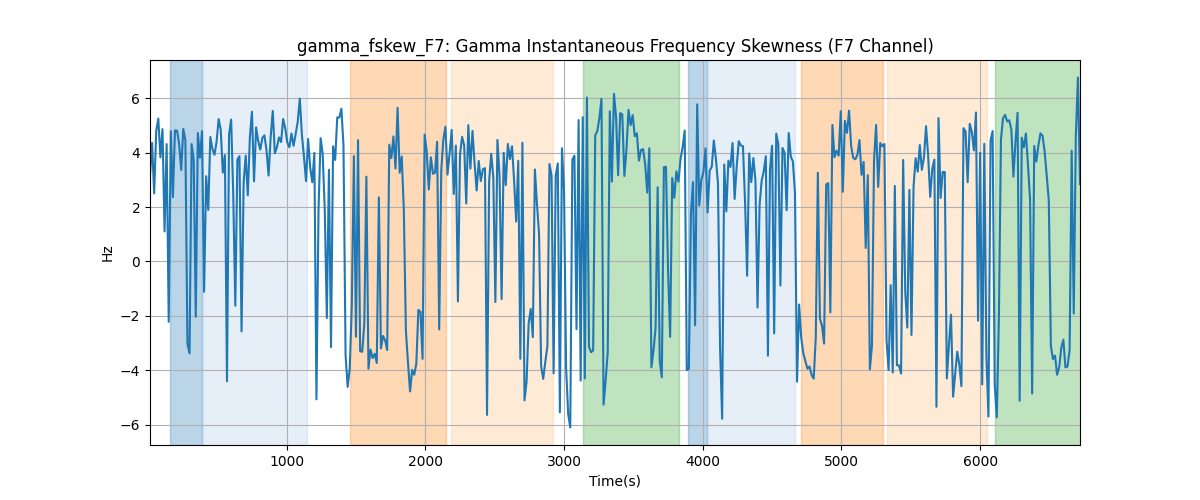 gamma_fskew_F7: Gamma Instantaneous Frequency Skewness (F7 Channel)
6
4
2
0
−2
−4
−6
Hz
1000 2000 3000 4000 5000 6000
Time(s)